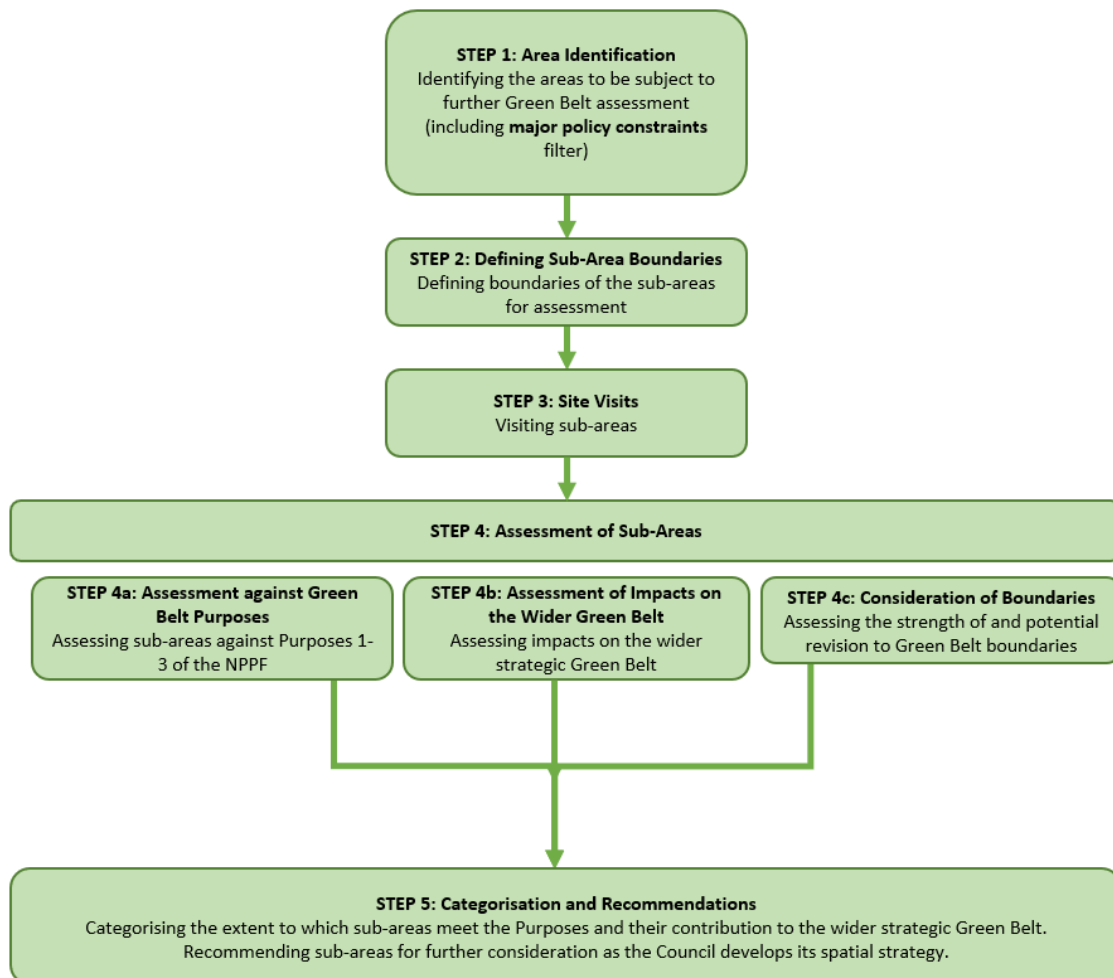 STEP 1: Area Identification
Identifying the areas to be subject to
further Green Belt assessment
(including major policy constraints
filter)
STEP 2: Defining Sub-Area Boundaries
Defining boundaries of the sub-areas
for assessment
STEP 3: Site Visits
Visiting sub-areas
STEP 4: Assessment of Sub-Areas
STEP 4a: Assessment against Green
Belt Purposes
Assessing sub-areas against Purposes 1-
3 of the NPPF
STEP 4b: Assessment of Impacts on
the Wider Green Belt
Assessing impacts on the wider
strategic Green Belt
STEP 4c: Consideration of Boundaries
Assessing the strength of and potential
revision to Green Belt boundaries
STEP 5: Categorisation and Recommendations
Categorising the extent to which sub-areas meet the Purposes and their contribution to the wider strategic Green Belt.
Recommending sub-areas for further consideration as the Council develops its spatial strategy.